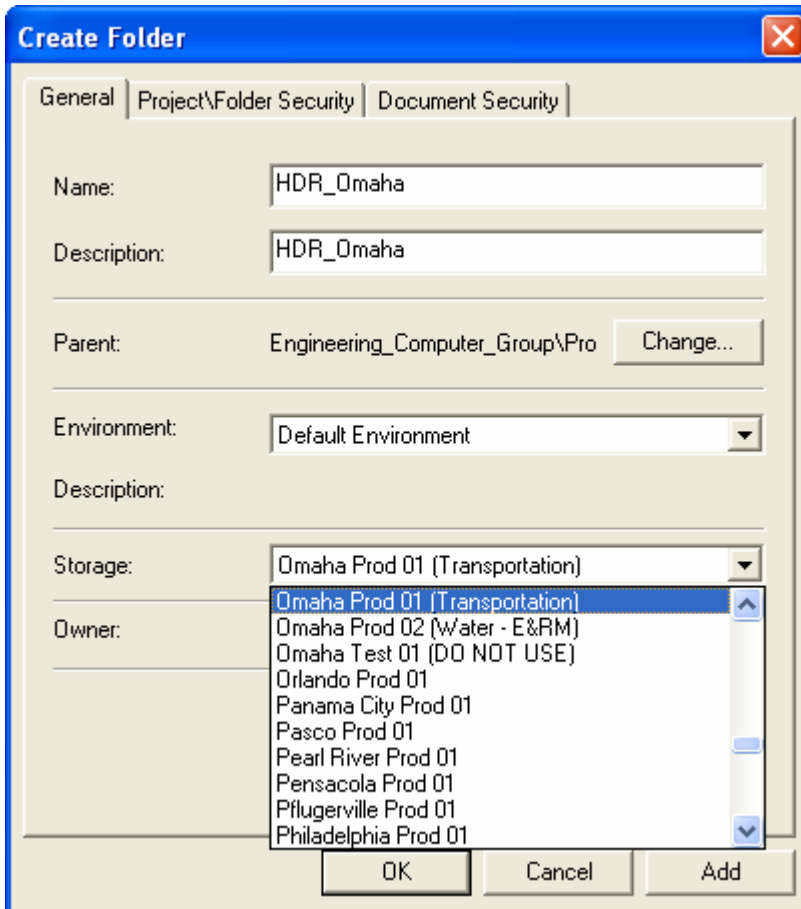 Create Folder
General Project\Folder Security Document Security
Name: HDR_Omaha
Description: HDR_Omaha
Parent: Engineering_Computer_Group\Pro Change...
Environment: Default Environment
Description:
Storage: Omaha Prod 01 (Transportation)
Omaha Prod 01 (Transportation)
Owner: Omaha Prod 02 (Water - E&RM)
Omaha Test 01 (DO NOT USE)
Orlando Prod 01
Panama City Prod 01
Pasco Prod 01
Pearl River Prod 01
Pensacola Prod 01
Pflugerville Prod 01
Philadelphia Prod 01
OK Cancel Add